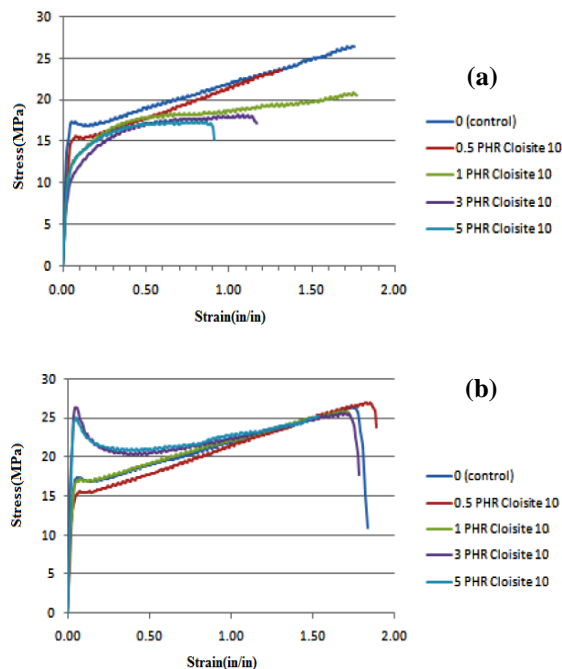 30
25
20
15
10
5
0
Stress(MPa)
0.00 0.50 1.00 1.50 2.00
Strain(in/in)
(a)
0 (control)
0.5 PHR Cloisite 10
1 PHR Cloisite 10
3 PHR Cloisite 10
5 PHR Cloisite 10
30
25
20
15
10
5
0
Stress(MPa)
0.00 0.50 1.00 1.50 2.00
Strain(in/in)
(b)
0 (control)
0.5 PHR Cloisite 10
1 PHR Cloisite 10
3 PHR Cloisite 10
5 PHR Cloisite 10